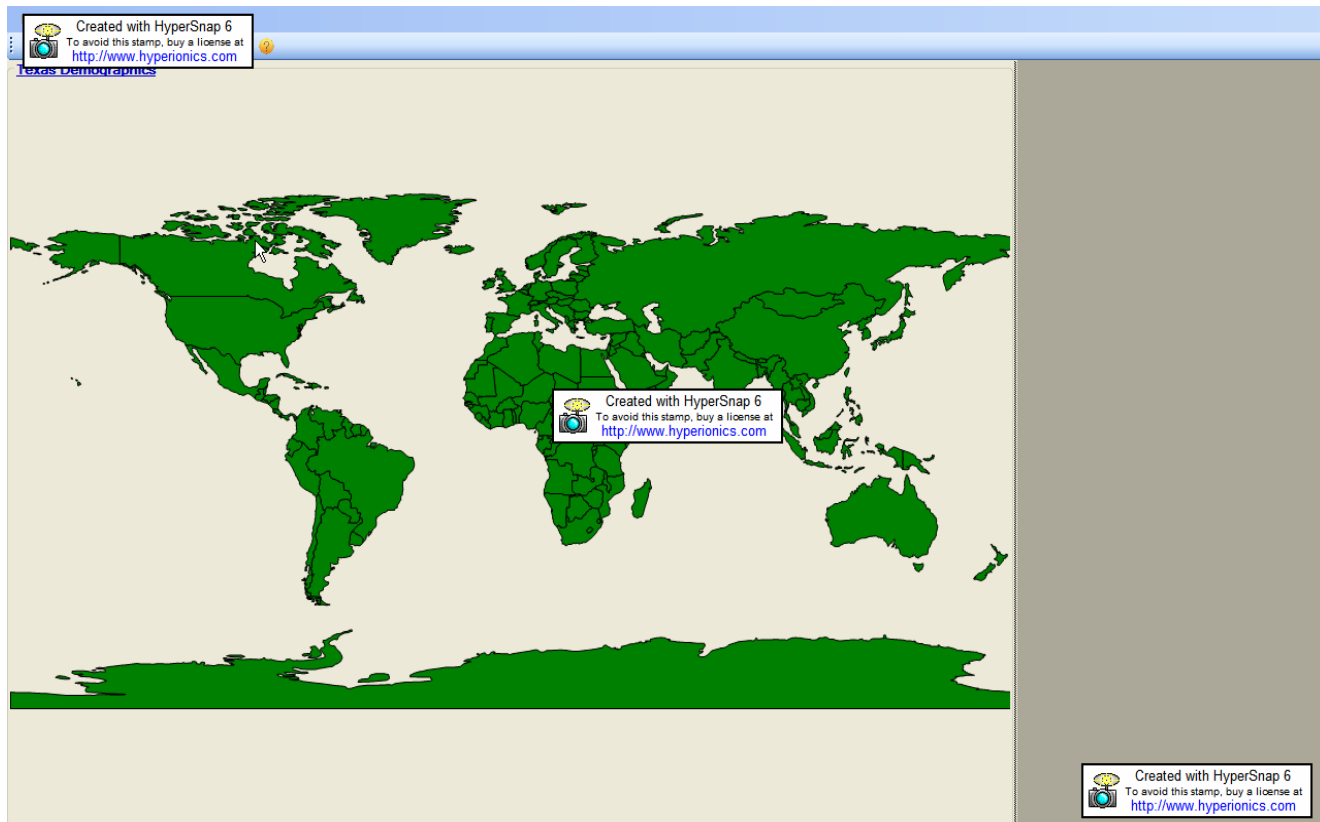 Created with HyperSnap 6
To avoid this stamp, buy a license at
http://www.hyperionics.com
Texas Demographics
Created with HyperSnap 6
To avoid this stamp, buy a license at
http://www.hyperionics.com
Created with HyperSnap 6
To avoid this stamp, buy a license at
http://www.hyperionics.com